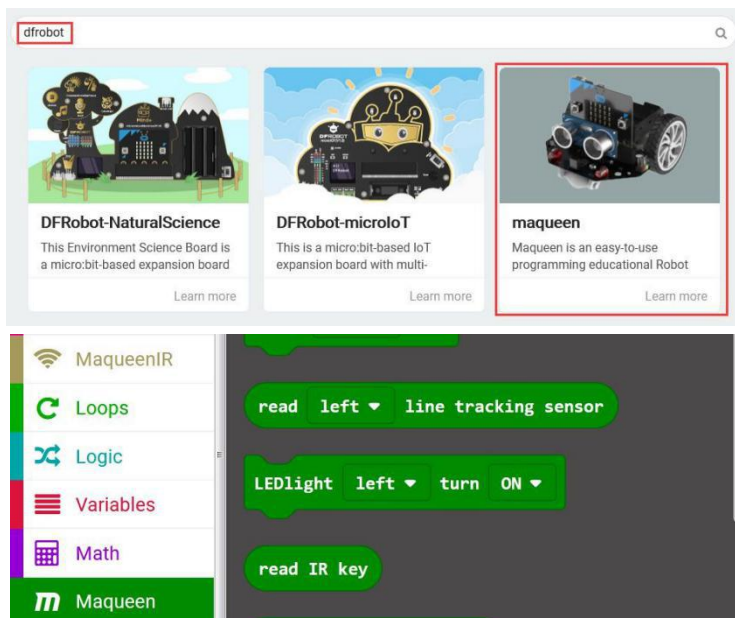 dfrobot
DFRobot-NaturalScience
This Environment Science Board is
a micro:bit-based expansion board
Learn more
DFRobot-microIoT
This is a micro:bit-based IoT
expansion board with multi-
Learn more
maqueen
Maqueen is an easy-to-use
programming educational Robot
Learn more
MaqueenIR
Loops
Logic
Variables
Math
Maqueen
read left line tracking sensor
LEDlight left turn ON
read IR key